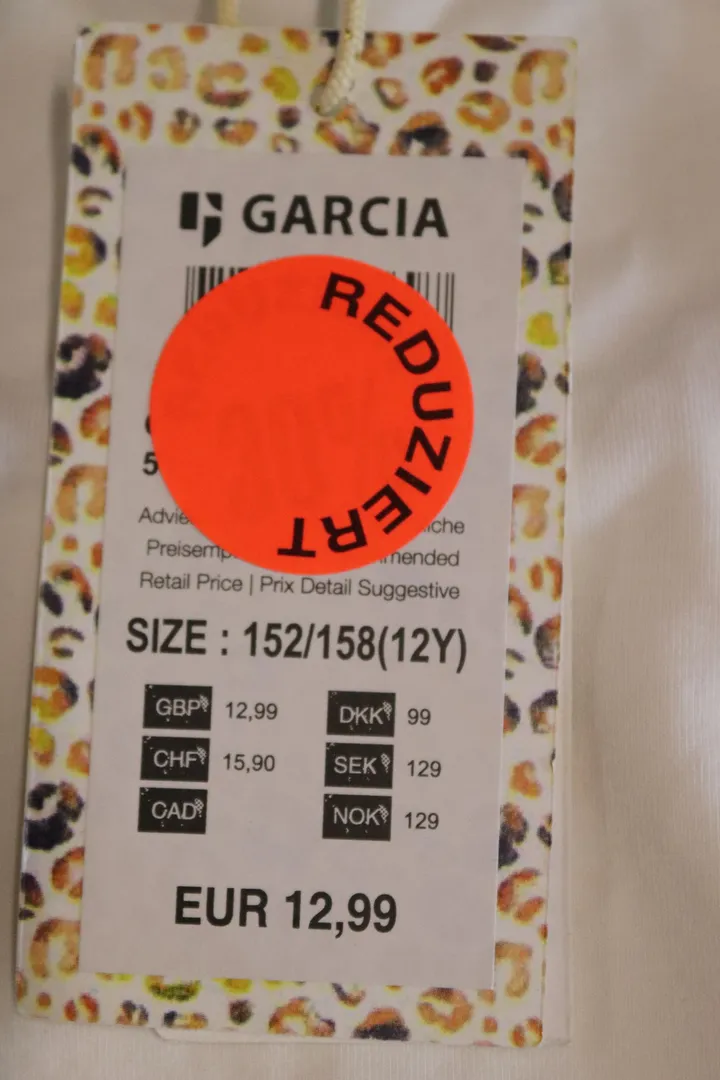 GARCIA
REDUZIERT
5
Preisemp
Retail Price | Prix Detail Suggestive
SIZE : 152/158(12Y)
GBP 12,99 DKK 99
CHF 15,90 SEK 129
CAD NOK 129
EUR 12,99